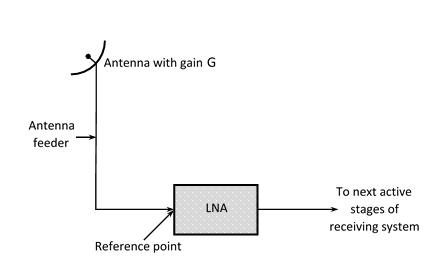 Antenna with gain G
Antenna
feeder
LNA
To next active
stages of
receiving system
Reference point